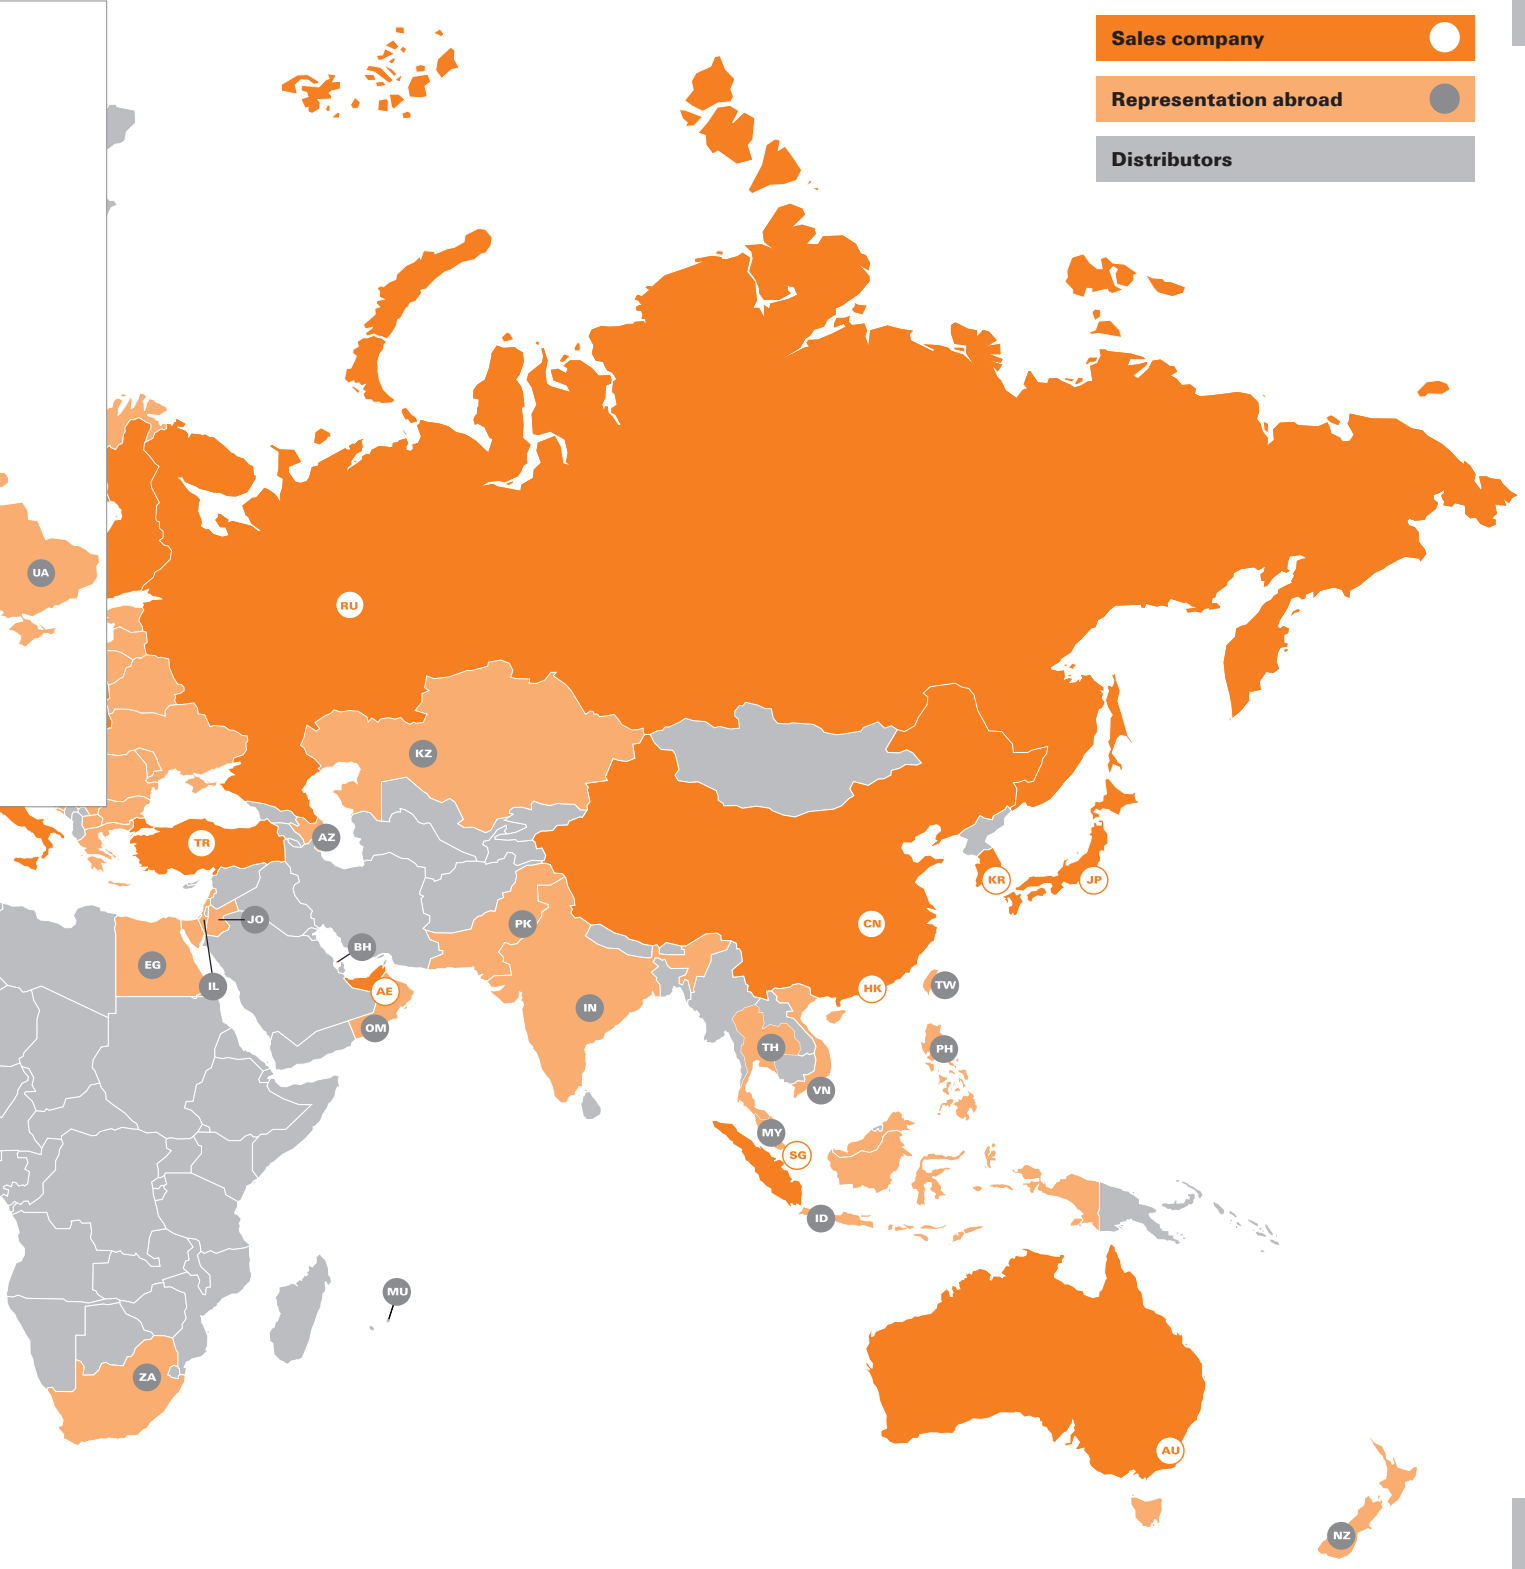 Sales company
Representation abroad
Distributors
UA
RU
KZ
TR
AZ
KR
JP
JO
PK
CN
BH
EG
IL
AE
HK
TW
IN
OM
TH
PH
VN
MY
SG
ID
MU
ZA
AU
NZ